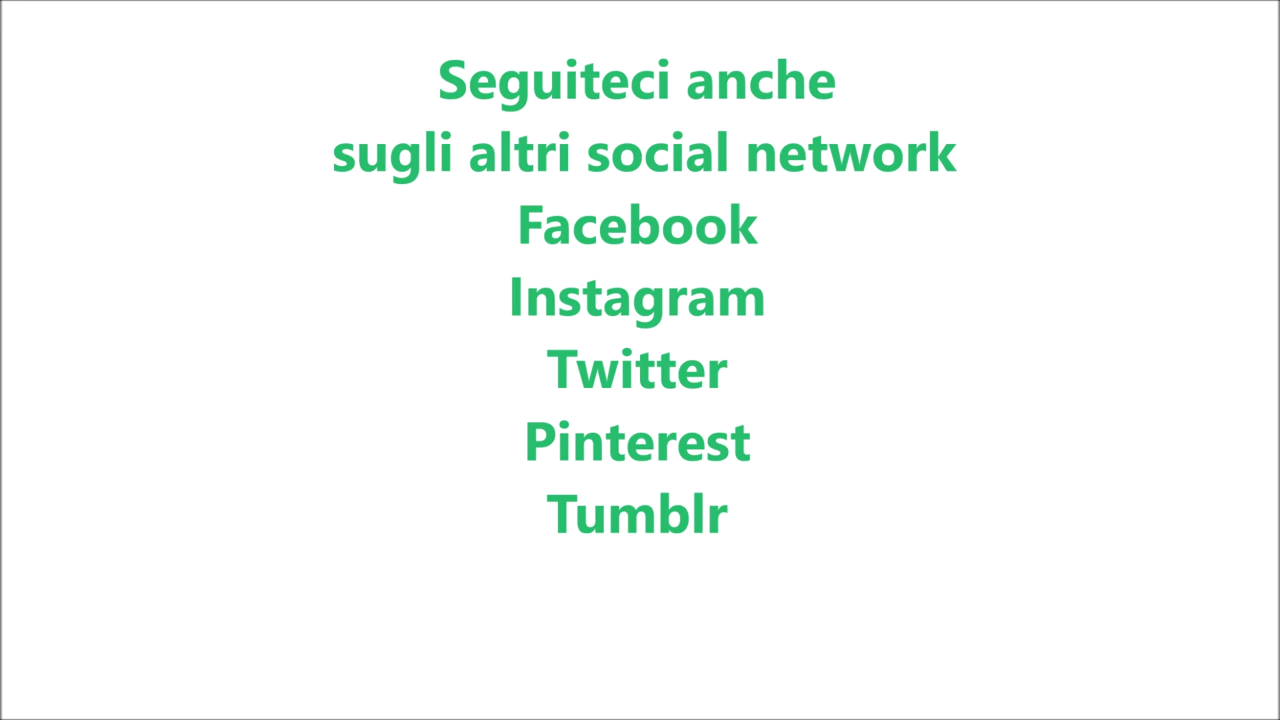 Seguiteci anche
sugli altri social network
Facebook
Instagram
Twitter
Pinterest
Tumblr